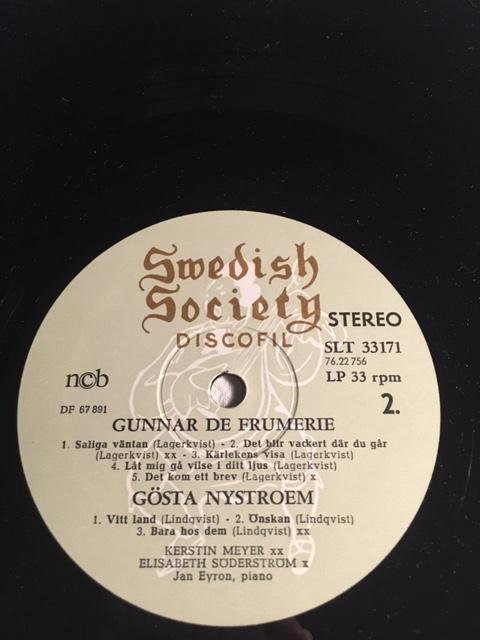 Swedish
Society
DISCOFIL
STEREO
SLT 33171
76.22 756
LP 33 rpm
ncb
2.
DF 67 891
GUNNAR DE FRUMERIE
1. Saliga väntan (Lagerkvist) - 2. Det blir vackert där du går
(Lagerkvist) xx - 3. Kärlekens visa (Lagerkvist)
4. Låt mig gå vilse i ditt ljus (Lagerkvist)
5. Det kom ett brev (Lagerkvist) x
GÖSTA NYSTROEM
1. Vitt land (Lindqvist) - 2. Önskan (Lindqvist)
3. Bara hos dem (Lindqvist) xx
KERSTIN MEYER xx
ELISABETH SÖDERSTRÖM x
Jan Eyron, piano